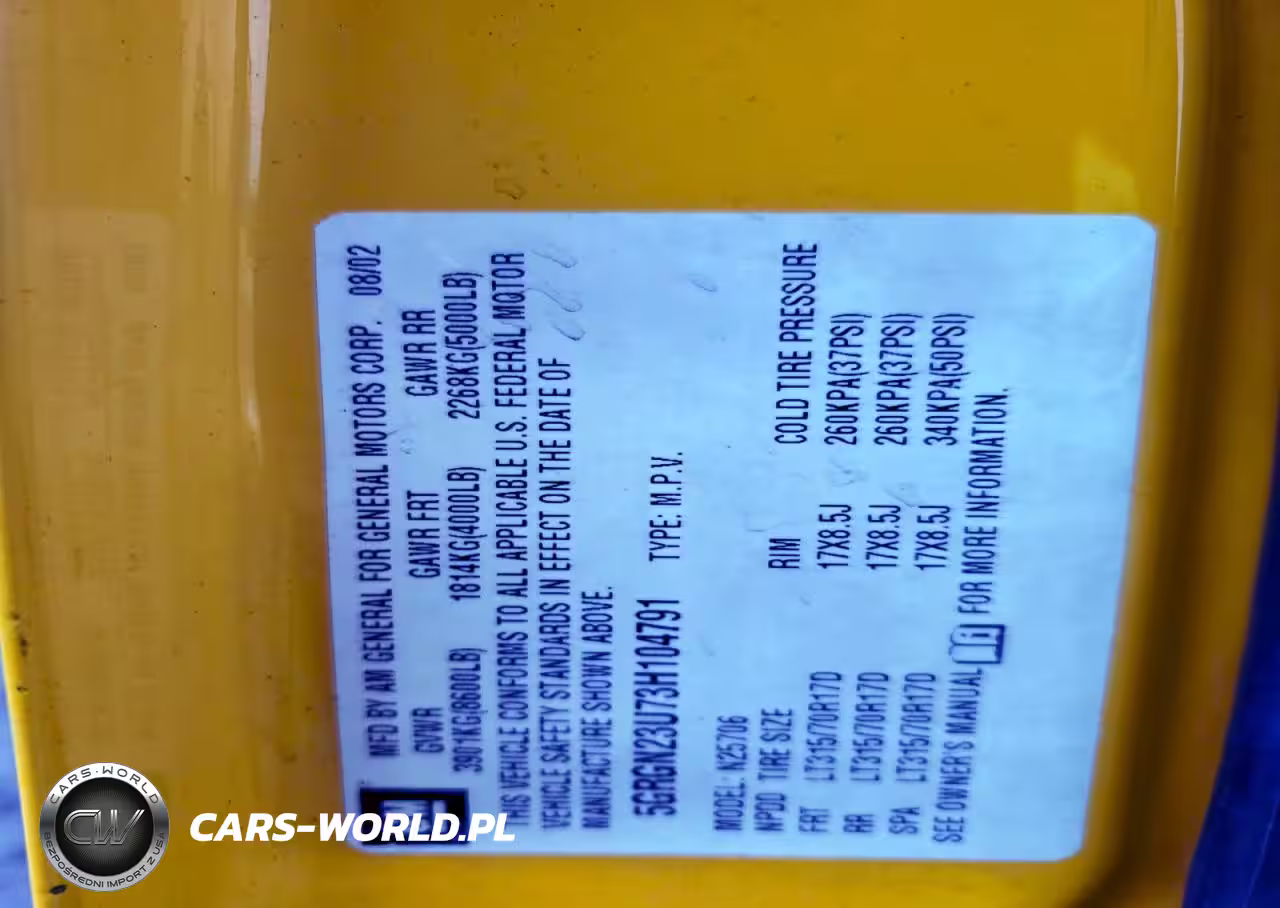 MFD BY AM GENERAL FOR GENERAL MOTORS CORP. 08/02
GVWR GAWR FRT GAWR RR
3901KG(8600LB) 1814KG(4000LB) 2268KG(5000LB)
THIS VEHICLE CONFORMS TO ALL APPLICABLE U.S. FEDERAL MOTOR
VEHICLE SAFETY STANDARDS IN EFFECT ON THE DATE OF
MANUFACTURE SHOWN ABOVE.
5GRGN23U73H104791 TYPE: M.P.V.
MODEL: N25706
NPDD TIRE SIZE RIM COLD TIRE PRESSURE
FRT LT315/70R17D 17X8.5J 260KPA(37PSI)
RR LT315/70R17D 17X8.5J 260KPA(37PSI)
SPA LT315/70R17D 17X8.5J 340KPA(50PSI)
SEE OWNER'S MANUAL FOR MORE INFORMATION.
CARS-WORLD
CW
BEZPOŚREDNI IMPORT Z USA
CARS-WORLD.PL